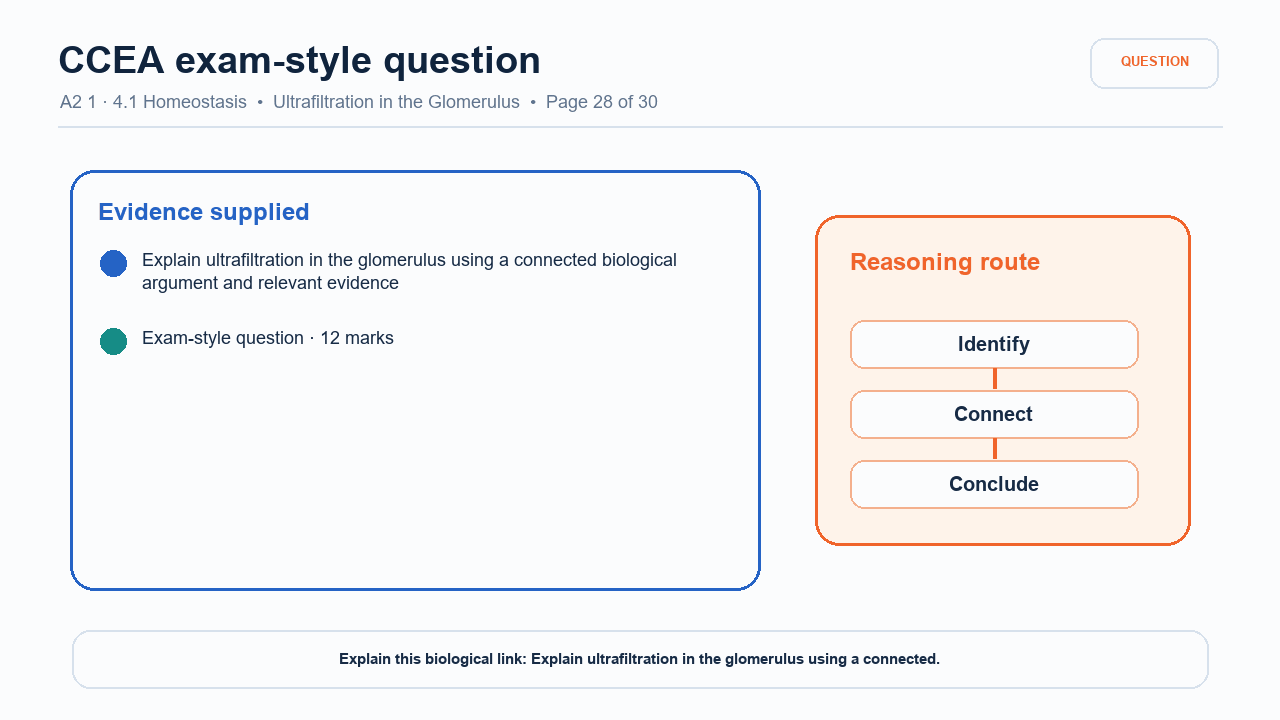 CCEA exam-style question
QUESTION
A2 1 · 4.1 Homeostasis • Ultrafiltration in the Glomerulus • Page 28 of 30
Evidence supplied
Explain ultrafiltration in the glomerulus using a connected biological
argument and relevant evidence
Exam-style question · 12 marks
Reasoning route
Identify
Connect
Conclude
Explain this biological link: Explain ultrafiltration in the glomerulus using a connected.